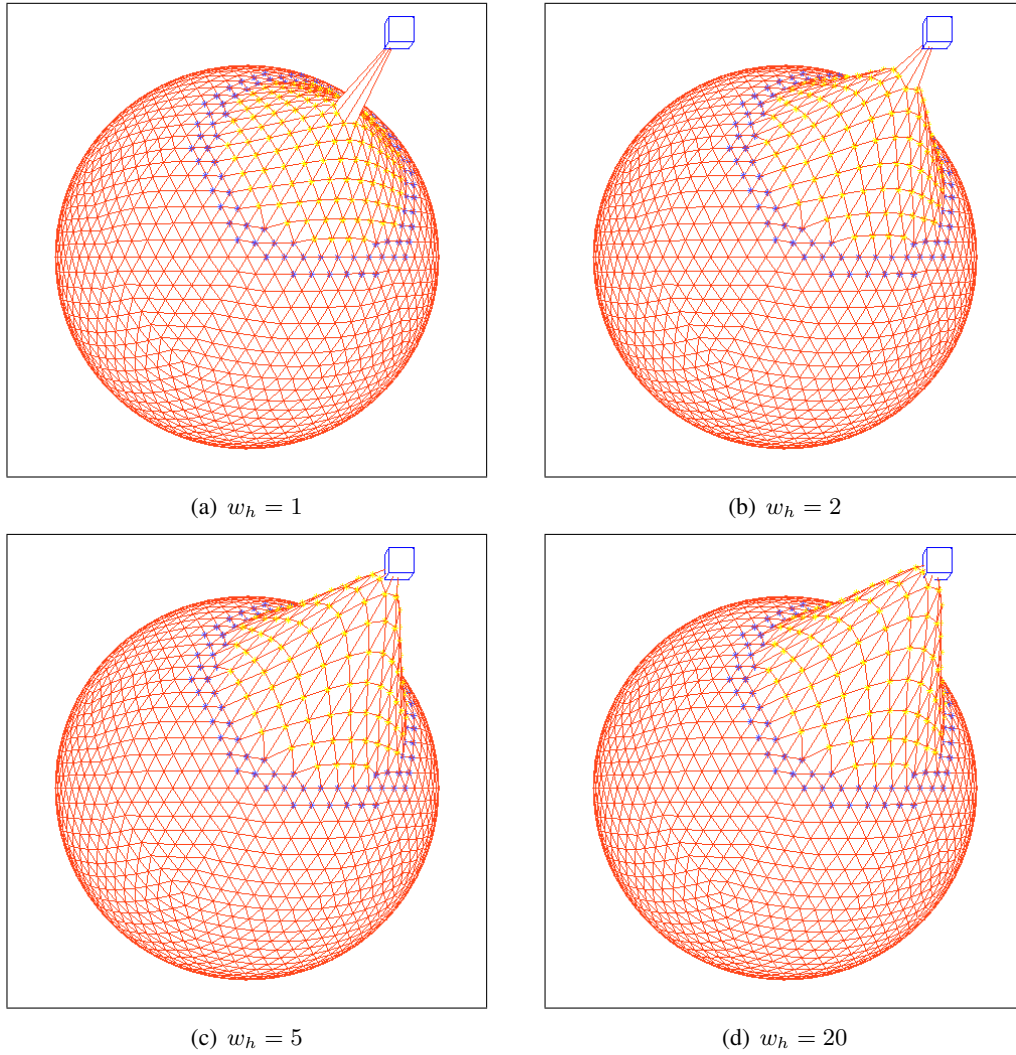 (a) $w_h = 1$
(b) $w_h = 2$
(c) $w_h = 5$
(d) $w_h = 20$